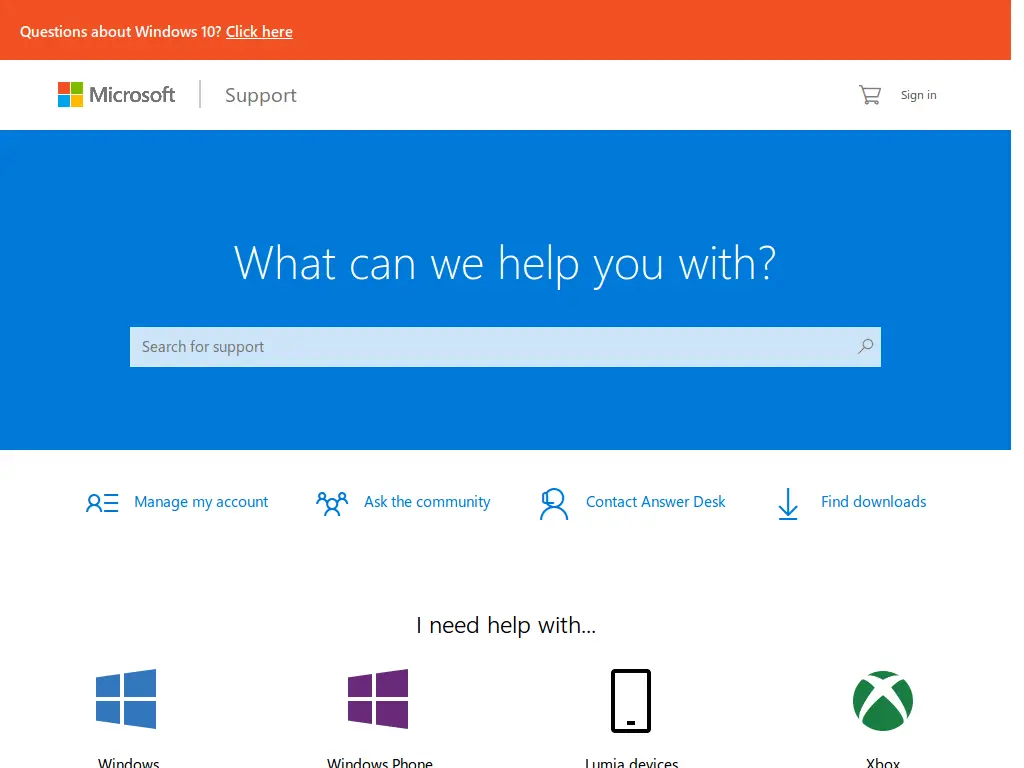 Questions about Windows 10? Click here
Microsoft Support Sign in
What can we help you with?
Search for support
Manage my account Ask the community Contact Answer Desk Find downloads
I need help with...
Windows Windows Phone Lumia devices Xbox